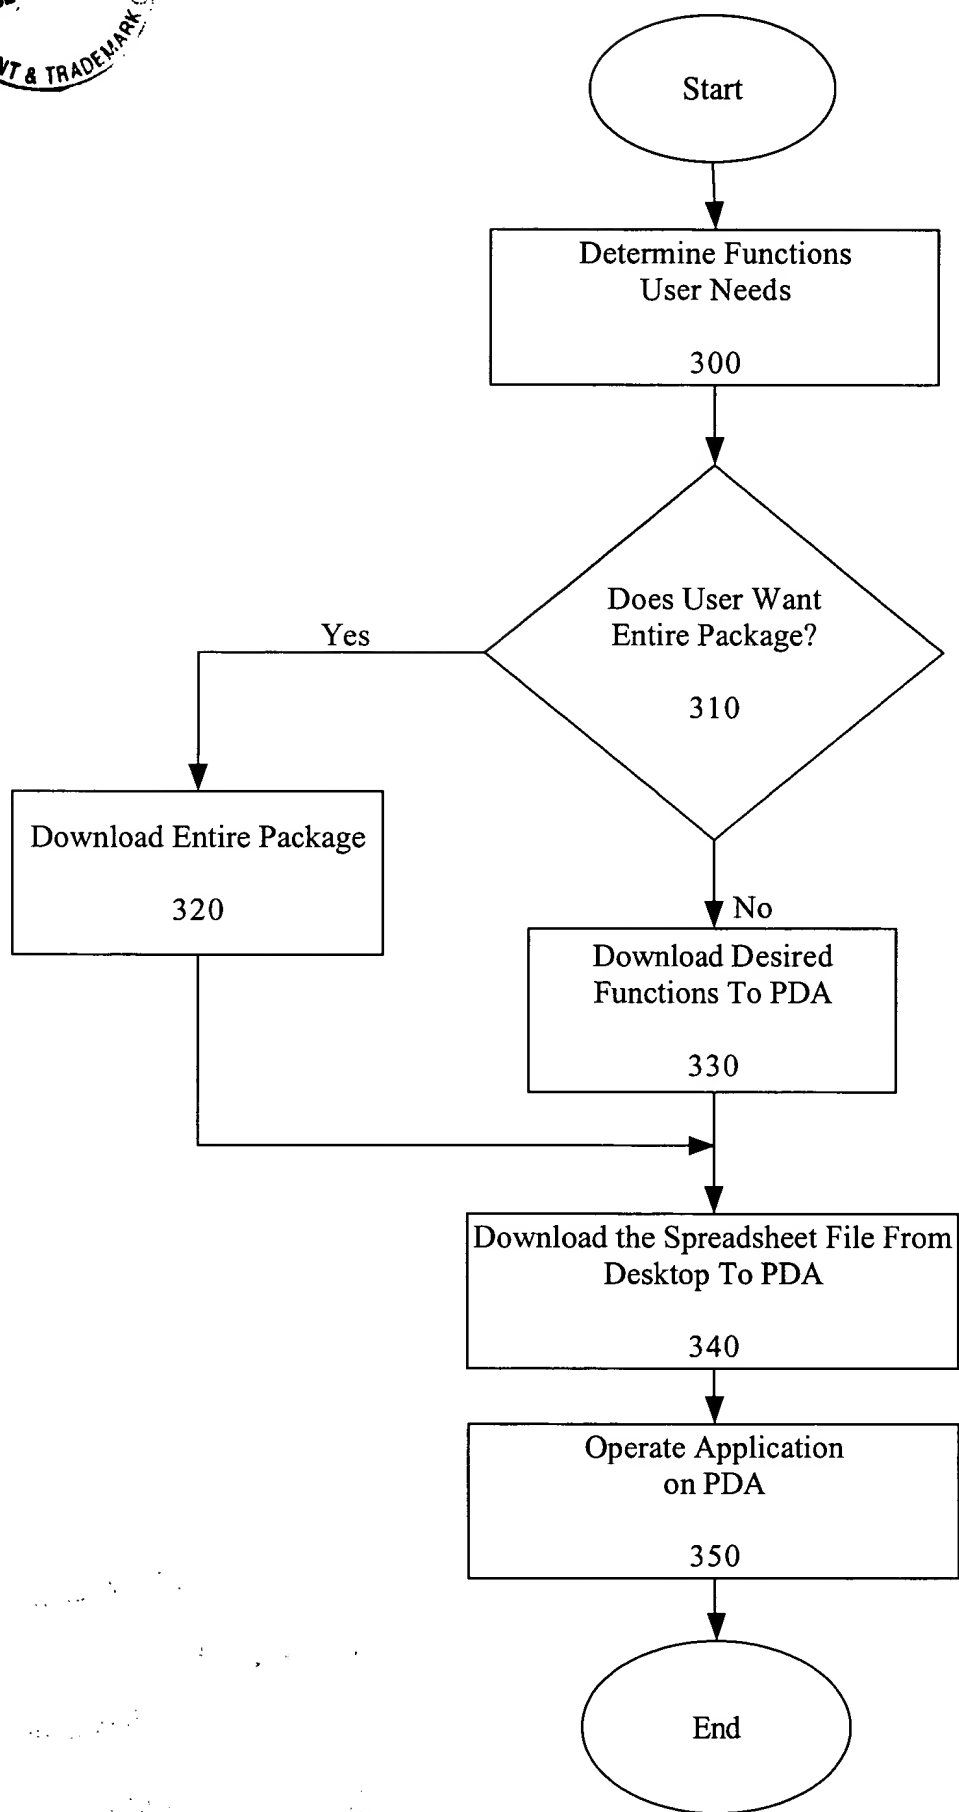 NT & TRADEMARK
Start
Determine Functions
User Needs
300
Does User Want
Entire Package?
310
Yes
Download Entire Package
320
No
Download Desired
Functions To PDA
330
Download the Spreadsheet File From
Desktop To PDA
340
Operate Application
on PDA
350
End